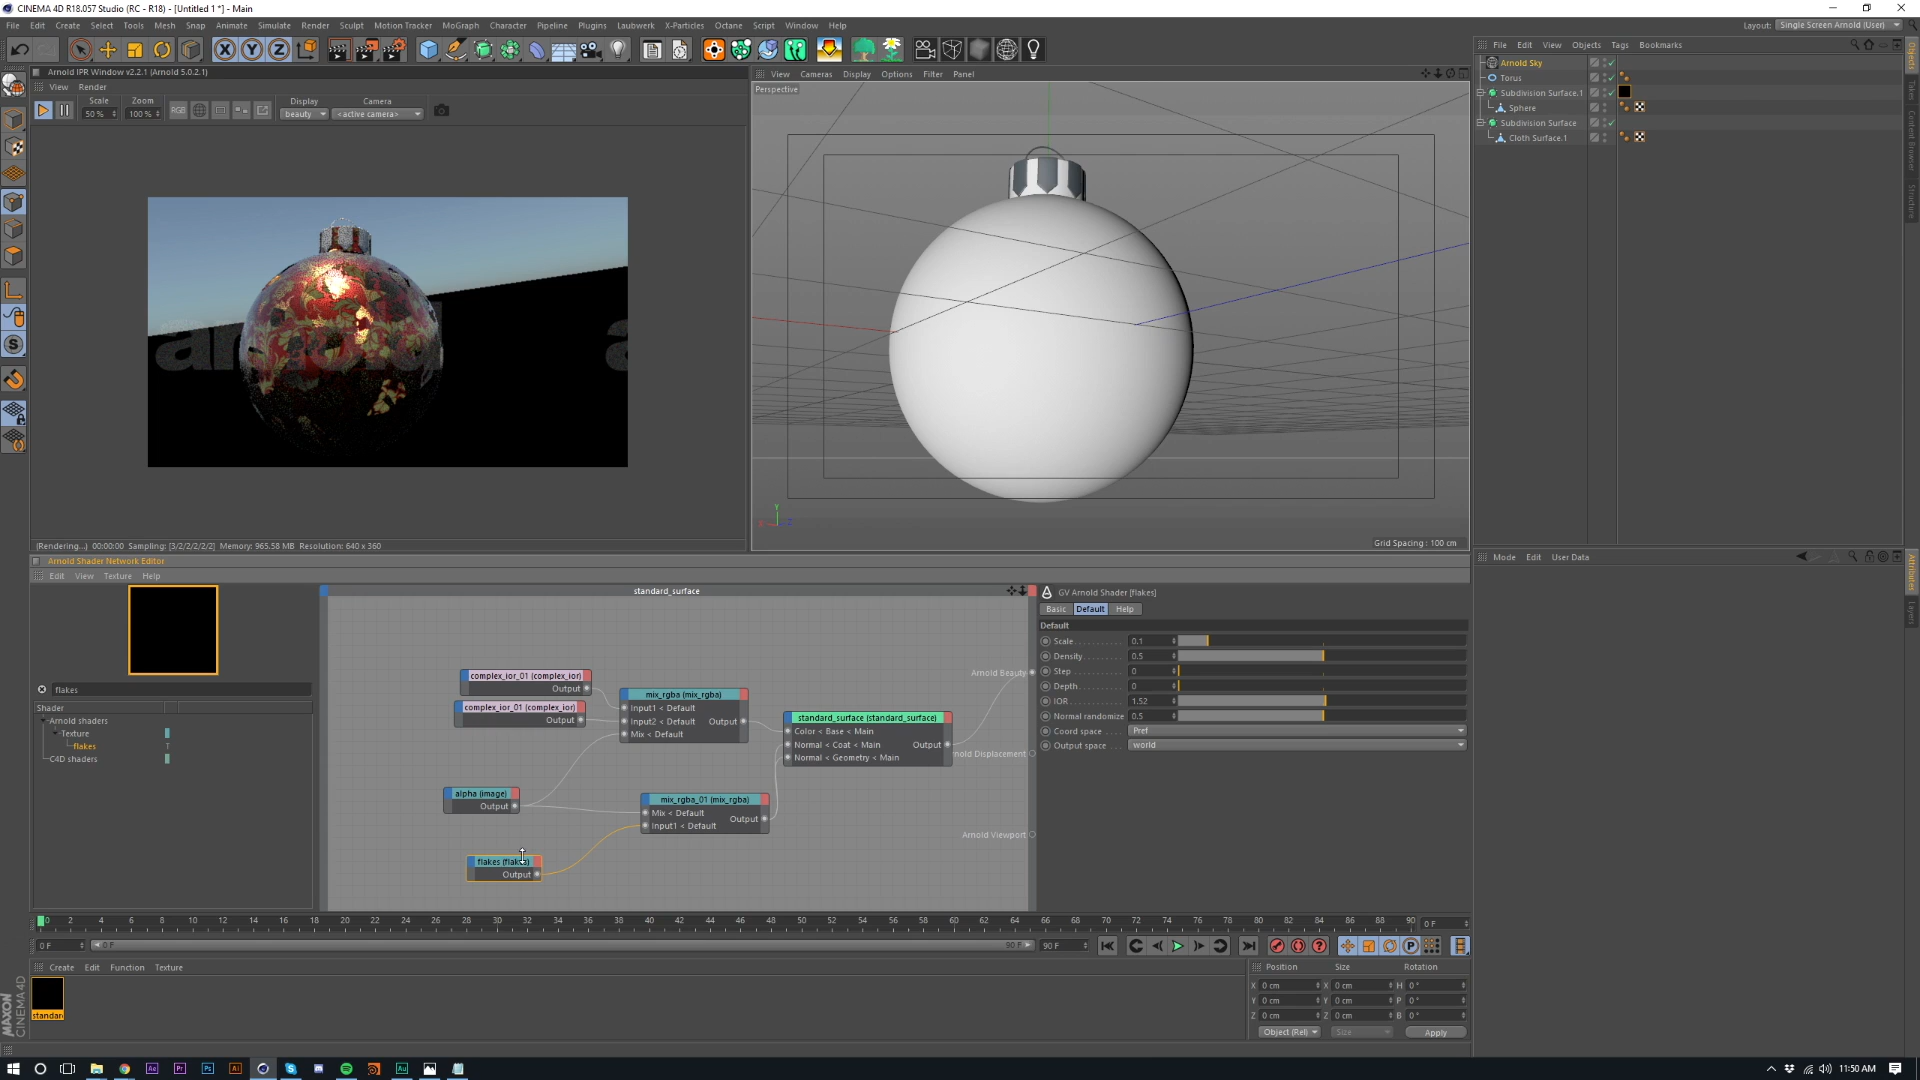 CINEMA 4D R18.057 Studio (RC - R18) - [Untitled 1 *] - Main
File Edit Create Select Tools Mesh Snap Animate Simulate Render Sculpt Motion Tracker MoGraph Character Pipeline Plugins Laubwerk X-Particles Octane Script Window Help
Layout: Single Screen Arnold (User)
Arnold IPR Window v2.2.1 (Arnold 5.0.2.1)
View Render
Scale Zoom Display Camera
50 % 100 % RGB beauty <active camera>
arnold
a
(Rendering...) 00:00:00 Sampling: [3/2/2/2/2/2] Memory: 965.58 MB Resolution: 640 x 360
View Cameras Display Options Filter Panel
Perspective
Y
X Z
Grid Spacing : 100 cm
File Edit View Objects Tags Bookmarks
Arnold Sky
Torus
Subdivision Surface.1
Sphere
Subdivision Surface
Cloth Surface.1
Objects
Takes
Content Browser
Structure
Mode Edit User Data
Attributes
Layers
Arnold Shader Network Editor
Edit View Texture Help
flakes
Shader
Arnold shaders
Texture
flakes T
C4D shaders
standard_surface
complex_ior_01 (complex_ior)
Output
complex_ior_01 (complex_ior)
Output
mix_rgba (mix_rgba)
Input1 < Default
Input2 < Default Output
Mix < Default
standard_surface (standard_surface)
Color < Base < Main
Normal < Coat < Main Output
Normal < Geometry < Main
alpha (image)
Output
mix_rgba_01 (mix_rgba)
Mix < Default
Output
Input1 < Default
flakes (flakes)
Output
Arnold Beauty
nold Displacement
Arnold Viewport
GV Arnold Shader [flakes]
Basic Default Help
Default
Scale 0.1
Density 0.5
Step 0
Depth 0
IOR 1.52
Normal randomize 0.5
Coord space Pref
Output space world
0 2 4 6 8 10 12 14 16 18 20 22 24 26 28 30 32 34 36 38 40 42 44 46 48 50 52 54 56 58 60 62 64 66 68 70 72 74 76 78 80 82 84 86 88 90 0 F
0 F 0 F 90 F 90 F
Create Edit Function Texture
standar
MAXON
CINEMA 4D
Position Size Rotation
X 0 cm X 0 cm H 0 °
Y 0 cm Y 0 cm P 0 °
Z 0 cm Z 0 cm B 0 °
Object (Rel) Size Apply
11:50 AM